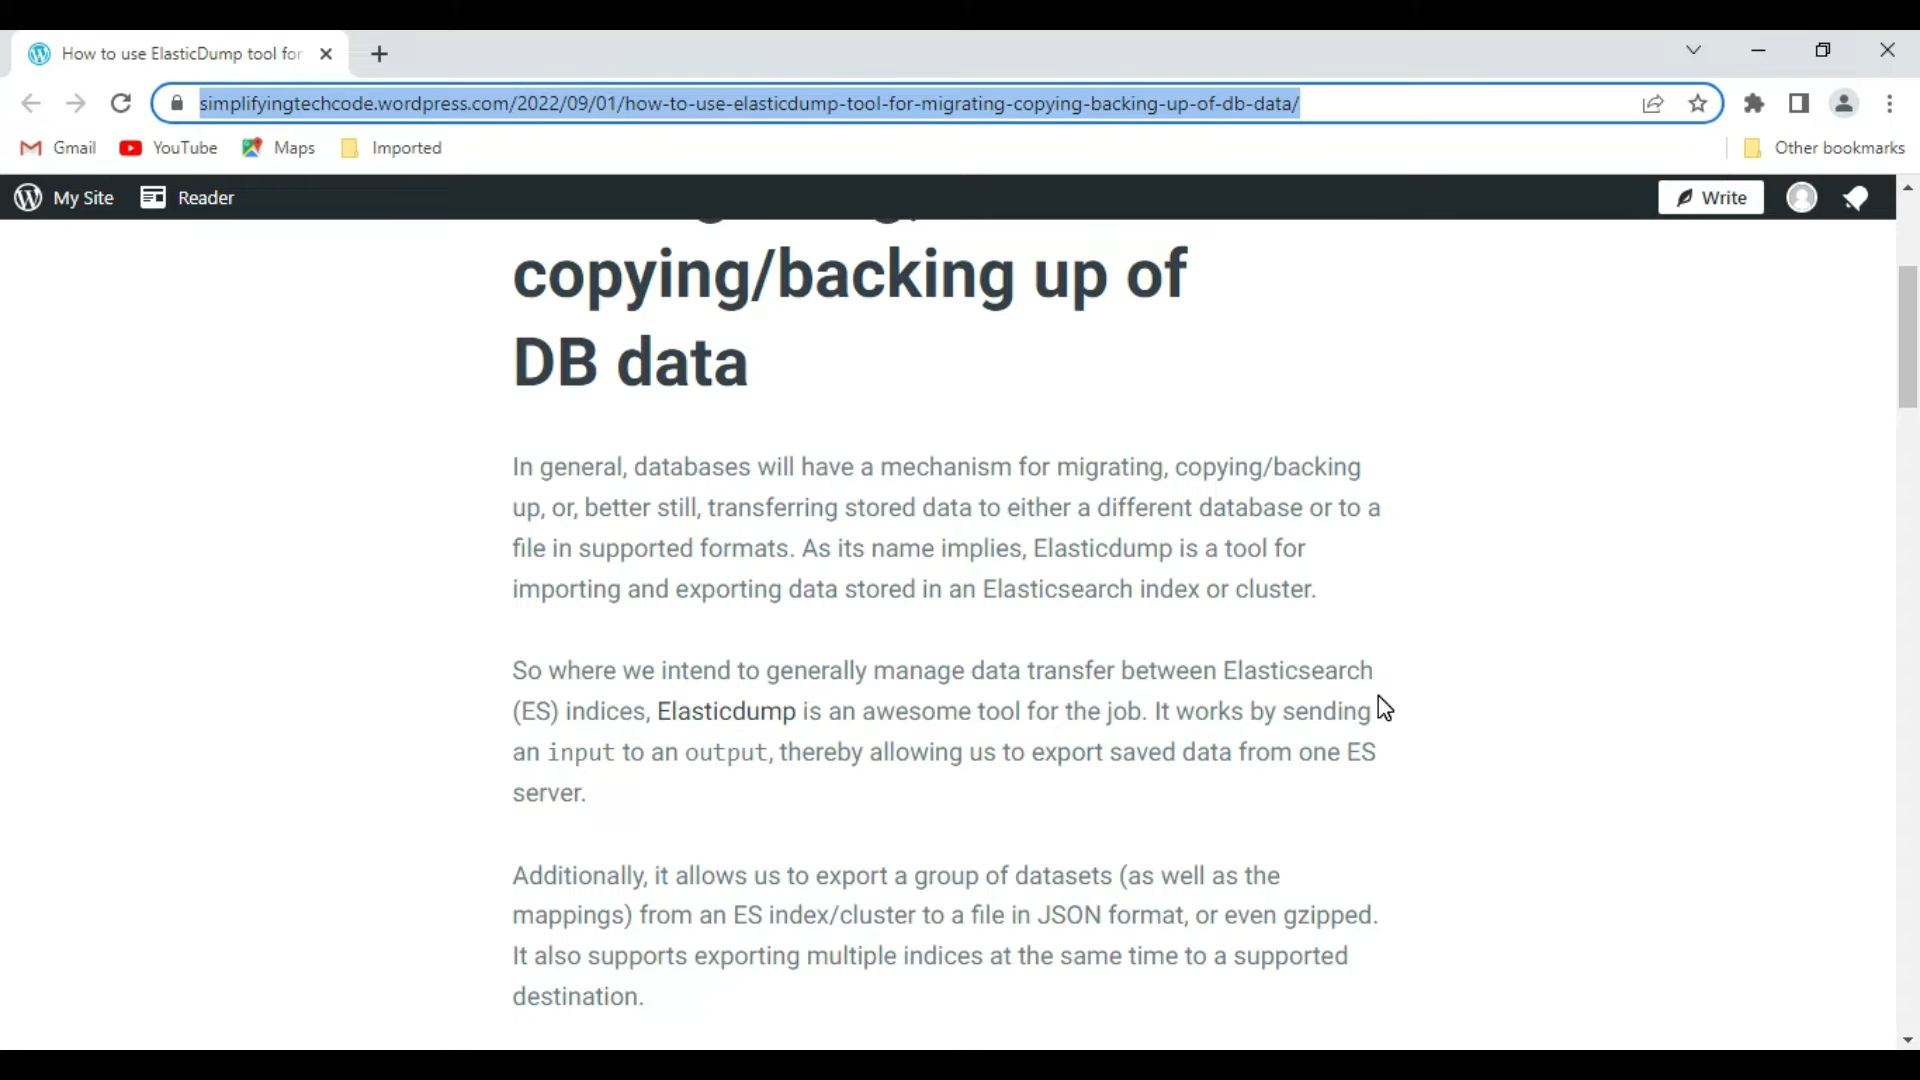 How to use ElasticDump tool for
simplifyingtechcode.wordpress.com/2022/09/01/how-to-use-elasticdump-tool-for-migrating-copying-backing-up-of-db-data/
Gmail YouTube Maps Imported Other bookmarks
My Site Reader Write
copying/backing up of
DB data
In general, databases will have a mechanism for migrating, copying/backing
up, or, better still, transferring stored data to either a different database or to a
file in supported formats. As its name implies, Elasticdump is a tool for
importing and exporting data stored in an Elasticsearch index or cluster.
So where we intend to generally manage data transfer between Elasticsearch
(ES) indices, Elasticdump is an awesome tool for the job. It works by sending
an input to an output, thereby allowing us to export saved data from one ES
server.
Additionally, it allows us to export a group of datasets (as well as the
mappings) from an ES index/cluster to a file in JSON format, or even gzipped.
It also supports exporting multiple indices at the same time to a supported
destination.